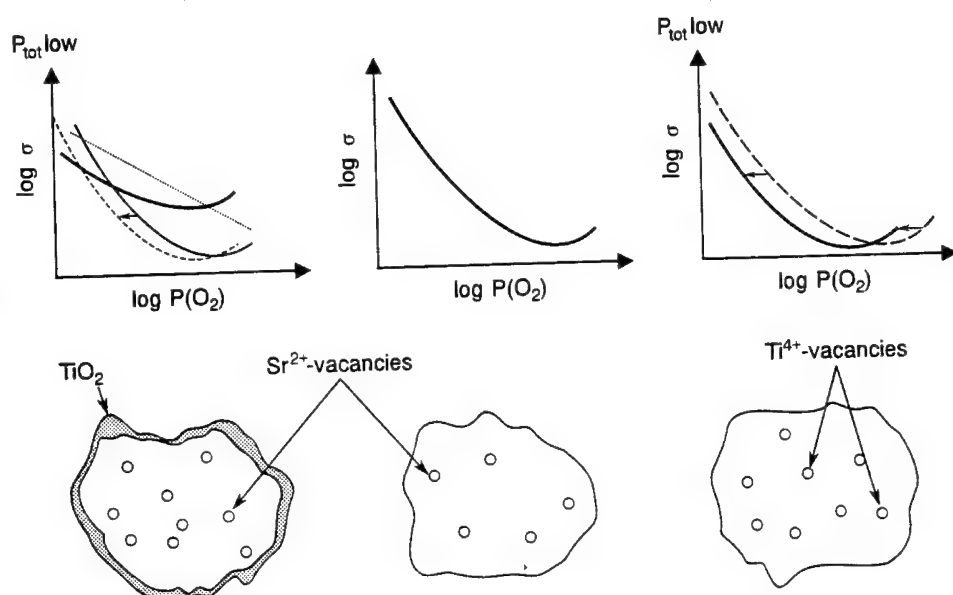 P_tot low
log σ
log P(O₂)
log σ
log P(O₂)
P_tot low
log σ
log P(O₂)
TiO₂
Sr²⁺-vacancies
Ti⁴⁺-vacancies